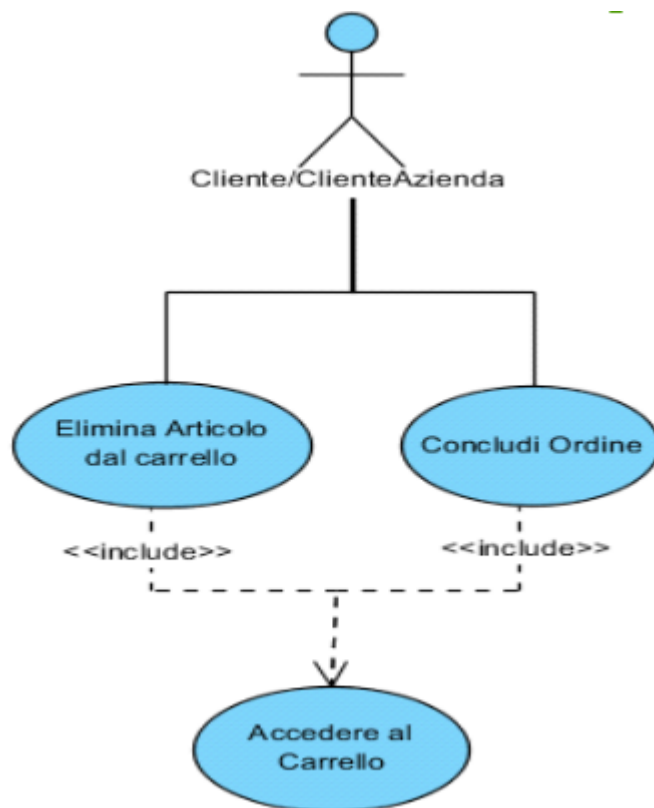 Cliente/ClienteAzienda
Elimina Articolo
dal carrello
Concludi Ordine
<<include>>
<<include>>
Accedere al
Carrello